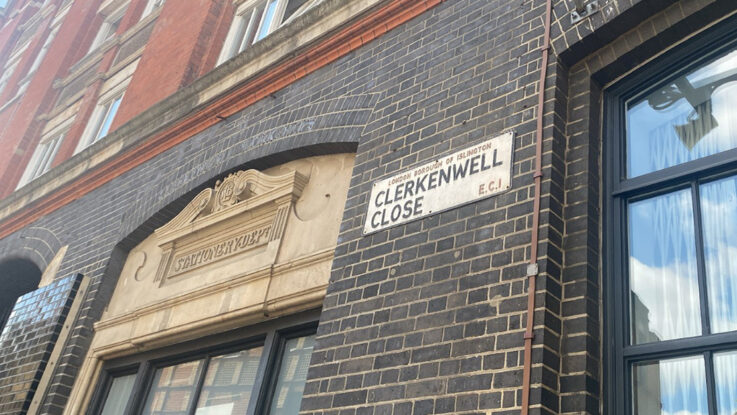 STATIONERY DEPT
LONDON BOROUGH OF ISLINGTON
CLERKENWELL
CLOSE
E.C.1